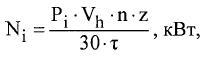 Nᵢ = (Pᵢ · Vₕ · n · z) / (30 · τ) , кВт,